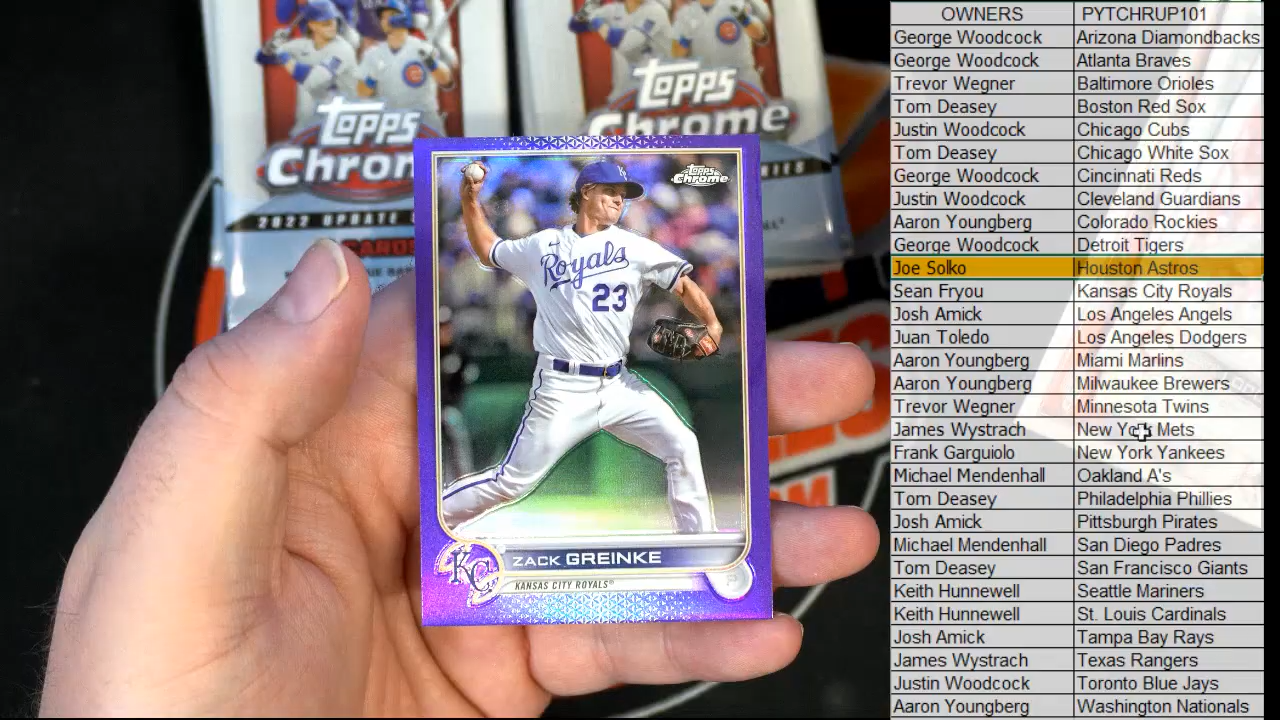 Topps
Chrome
2022 UPDATE
CARDS
Topps
Chrome
Topps
Chrome
Royals
23
KC
ZACK GREINKE
KANSAS CITY ROYALS®
P
OWNERS PYTCHRUP101
George Woodcock Arizona Diamondbacks
George Woodcock Atlanta Braves
Trevor Wegner Baltimore Orioles
Tom Deasey Boston Red Sox
Justin Woodcock Chicago Cubs
Tom Deasey Chicago White Sox
George Woodcock Cincinnati Reds
Justin Woodcock Cleveland Guardians
Aaron Youngberg Colorado Rockies
George Woodcock Detroit Tigers
Joe Solko Houston Astros
Sean Fryou Kansas City Royals
Josh Amick Los Angeles Angels
Juan Toledo Los Angeles Dodgers
Aaron Youngberg Miami Marlins
Aaron Youngberg Milwaukee Brewers
Trevor Wegner Minnesota Twins
James Wystrach New York Mets
Frank Garguiolo New York Yankees
Michael Mendenhall Oakland A's
Tom Deasey Philadelphia Phillies
Josh Amick Pittsburgh Pirates
Michael Mendenhall San Diego Padres
Tom Deasey San Francisco Giants
Keith Hunnewell Seattle Mariners
Keith Hunnewell St. Louis Cardinals
Josh Amick Tampa Bay Rays
James Wystrach Texas Rangers
Justin Woodcock Toronto Blue Jays
Aaron Youngberg Washington Nationals